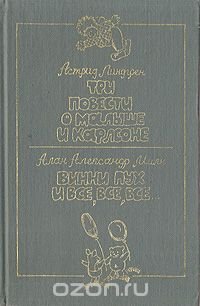 Астрид Линдгрен
ТРИ
ПОВЕСТИ
О МАЛЫШЕ
И КАРЛСОНЕ
Алан Александр Милн
ВИННИ ПУХ
И ВСЕ, ВСЕ, ВСЕ.
ozon.ru